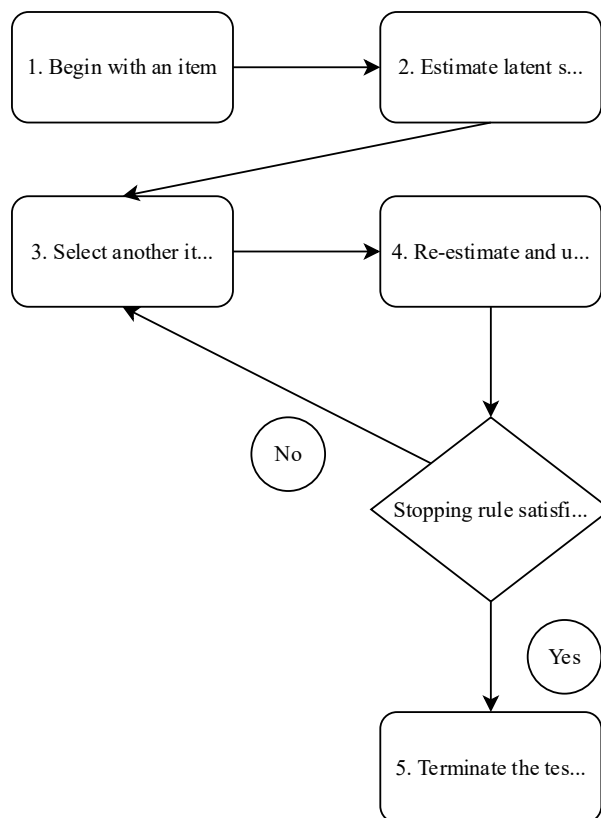 1. Begin with an item
2. Estimate latent s...
3. Select another it...
4. Re-estimate and u...
No
Stopping rule satisfi...
Yes
5. Terminate the tes...